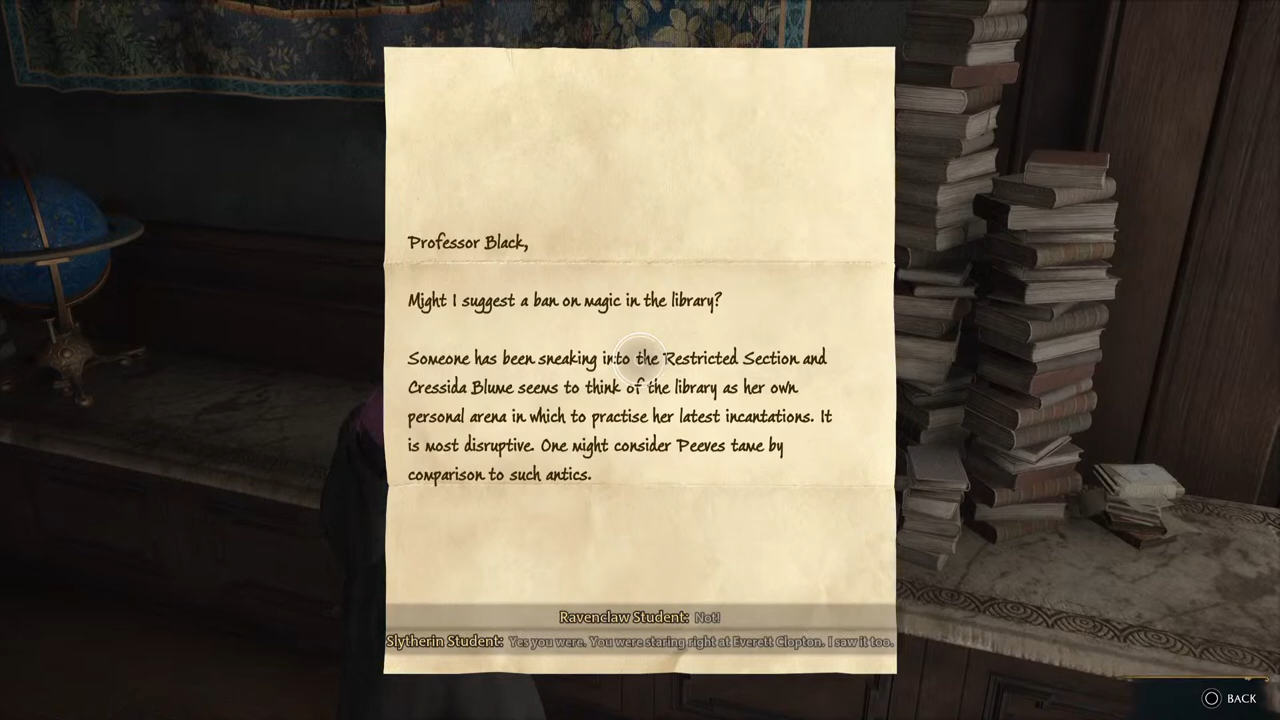 Professor Black,
Might I suggest a ban on magic in the library?
Someone has been sneaking into the Restricted Section and
Cressida Blume seems to think of the library as her own
personal arena in which to practise her latest incantations. It
is most disruptive. One might consider Peeves tame by
comparison to such antics.
Ravenclaw Student: Not!
Slytherin Student: Yes you were. You were staring right at Everett Clopton. I saw it too.
BACK